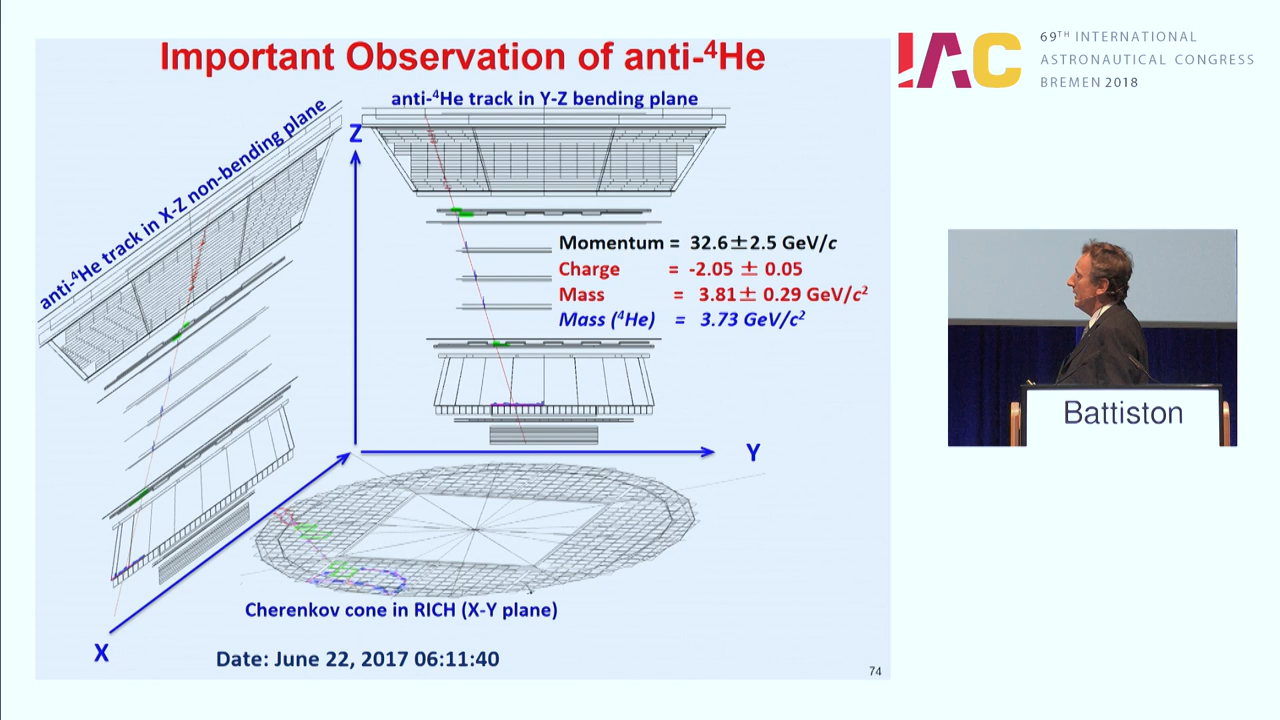 Important Observation of anti-⁴He
anti-⁴He track in Y-Z bending plane
anti-⁴He track in X-Z non-bending plane
Z
Momentum = 32.6±2.5 GeV/c
Charge = -2.05 ± 0.05
Mass = 3.81± 0.29 GeV/c²
Mass (⁴He) = 3.73 GeV/c²
Y
Cherenkov cone in RICH (X-Y plane)
X
Date: June 22, 2017 06:11:40
74
IAC
69TH INTERNATIONAL
ASTRONAUTICAL CONGRESS
BREMEN 2018
Battiston